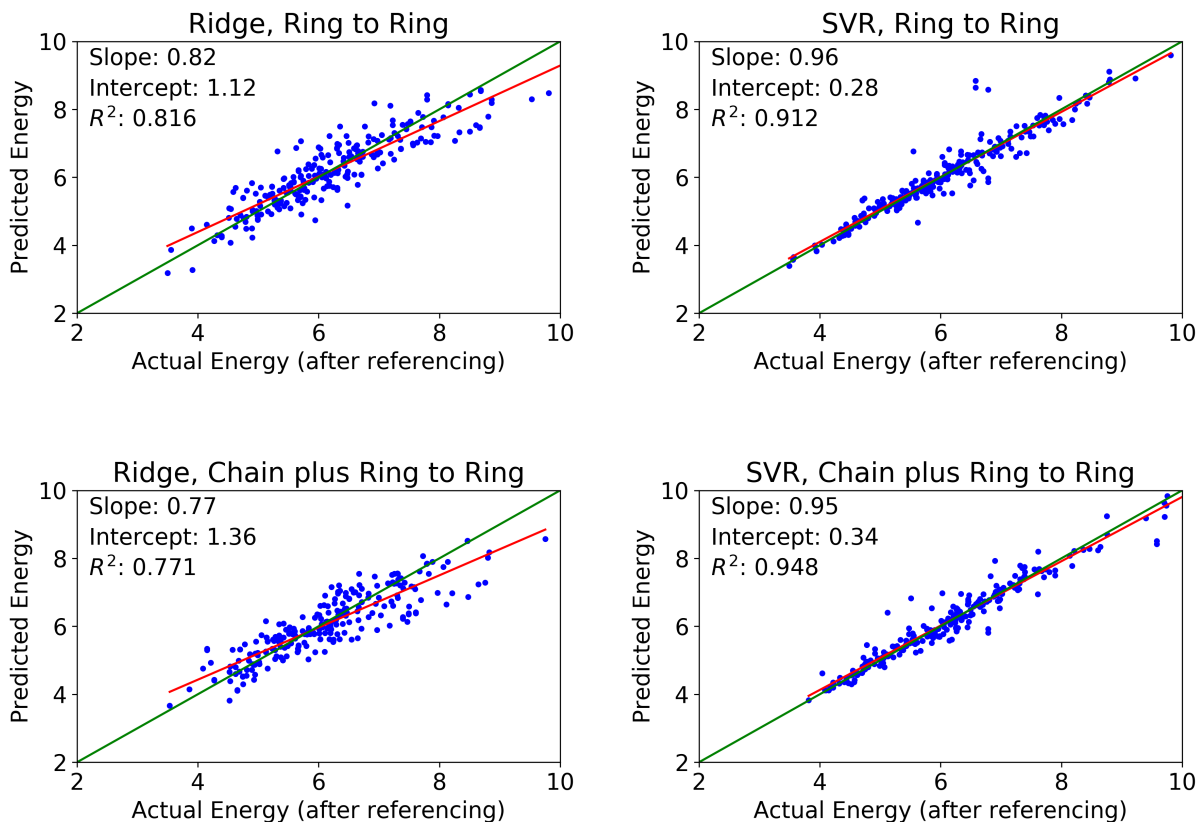 Ridge, Ring to Ring
Slope: 0.82
Intercept: 1.12
R²: 0.816
10
8
6
4
2
2 4 6 8 10
Predicted Energy
Actual Energy (after referencing)
SVR, Ring to Ring
Slope: 0.96
Intercept: 0.28
R²: 0.912
10
8
6
4
2
2 4 6 8 10
Predicted Energy
Actual Energy (after referencing)
Ridge, Chain plus Ring to Ring
Slope: 0.77
Intercept: 1.36
R²: 0.771
10
8
6
4
2
2 4 6 8 10
Predicted Energy
Actual Energy (after referencing)
SVR, Chain plus Ring to Ring
Slope: 0.95
Intercept: 0.34
R²: 0.948
10
8
6
4
2
2 4 6 8 10
Predicted Energy
Actual Energy (after referencing)